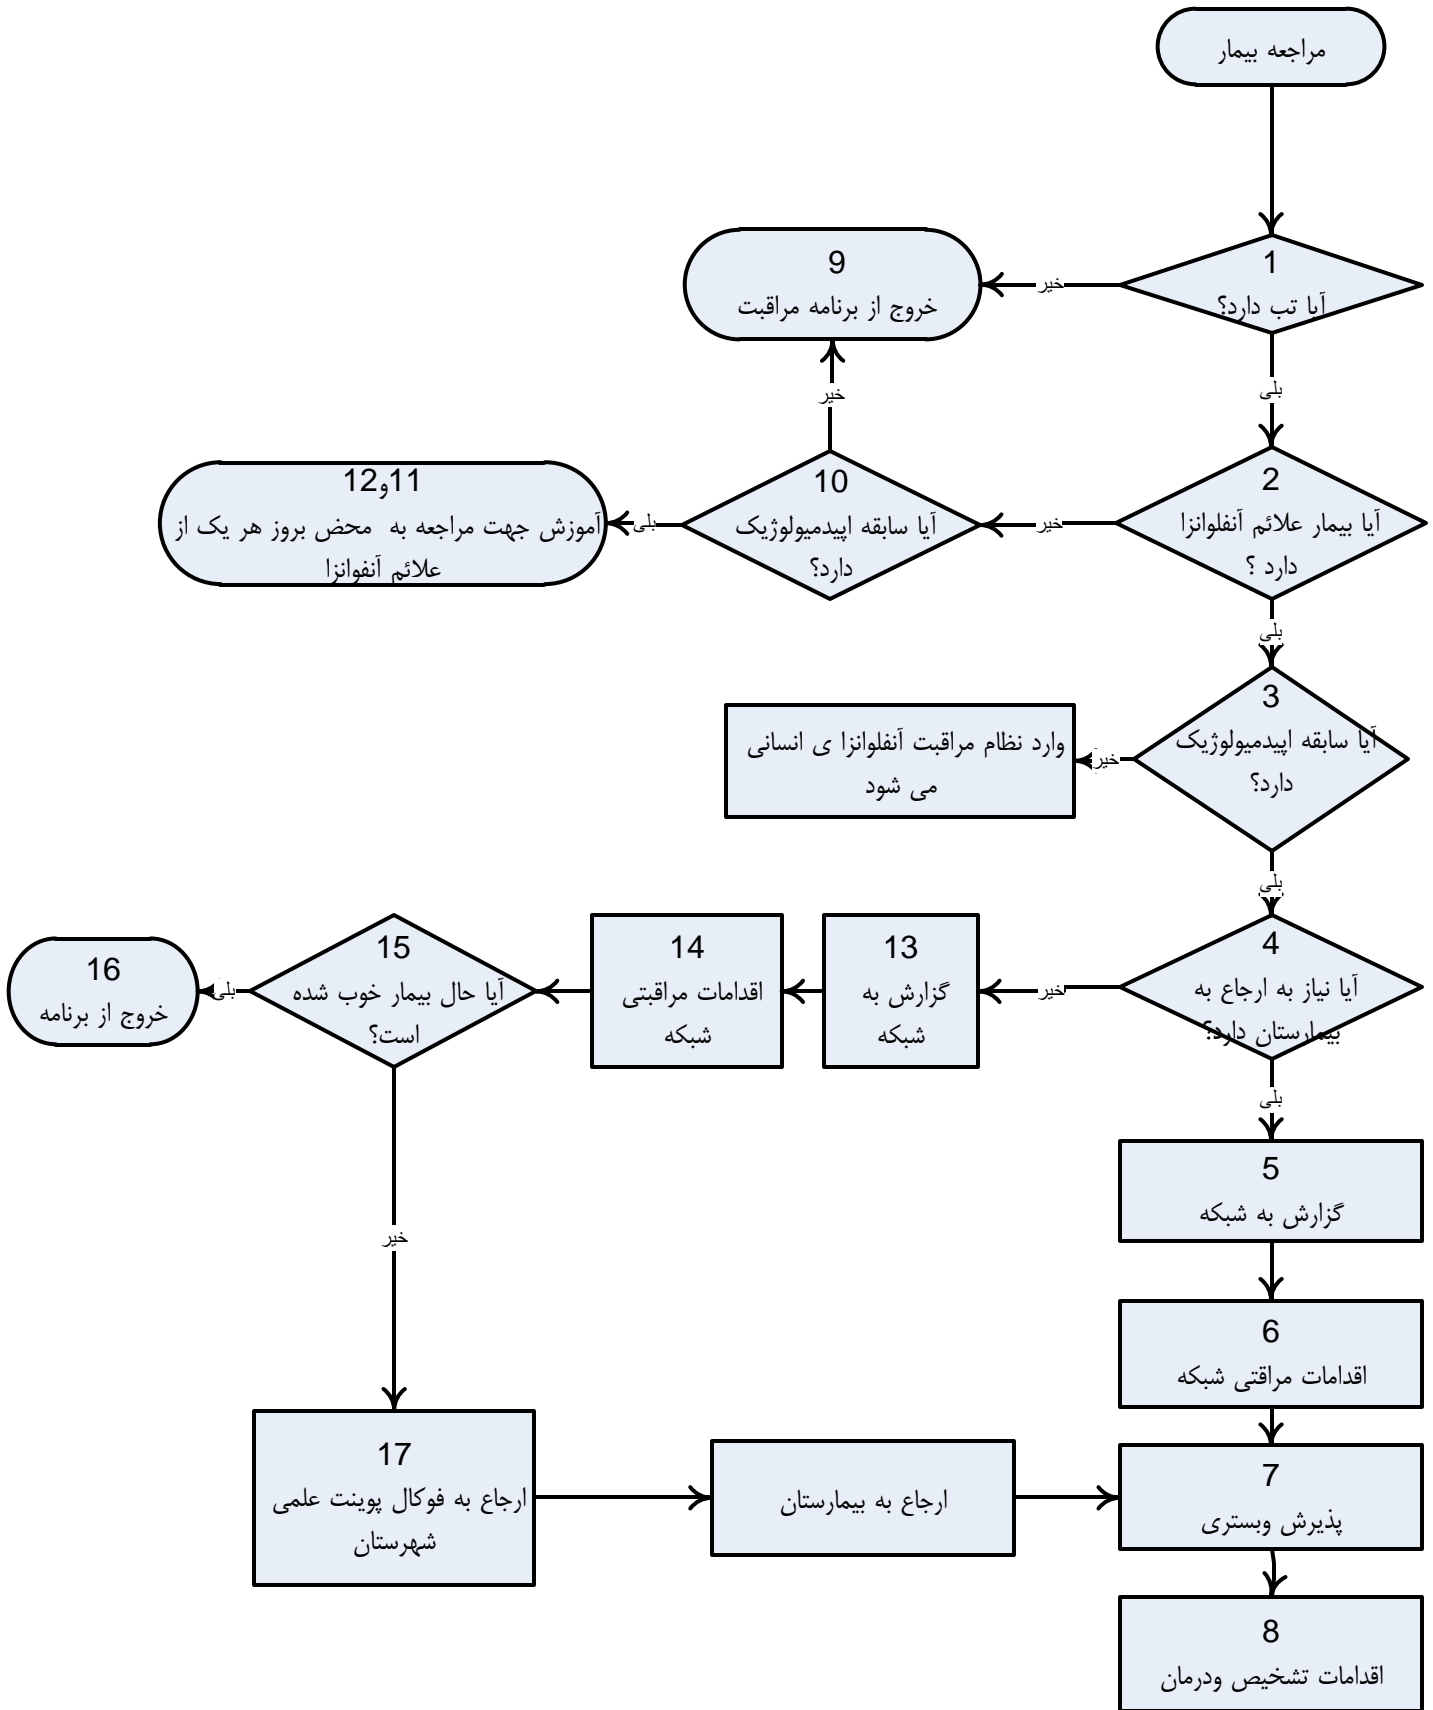 مراجعه بیمار
1
آیا تب دارد؟
خیر
9
خروج از برنامه مراقبت
بلی
2
آیا بیمار علائم آنفلوانزا
دارد ؟
خیر
10
آیا سابقه اپیدمیولوژیک
دارد؟
خیر
بلی
11و12
آموزش جهت مراجعه به محض بروز هر یک از
علائم آنفوانزا
بلی
3
آیا سابقه اپیدمیولوژیک
دارد؟
خیر
وارد نظام مراقبت آنفلوانزا ی انسانی
می شود
بلی
4
آیا نیاز به ارجاع به
بیمارستان دارد؟
خیر
13
گزارش به
شبکه
14
اقدامات مراقبتی
شبکه
15
آیا حال بیمار خوب شده
است؟
بلی
16
خروج از برنامه
بلی
5
گزارش به شبکه
6
اقدامات مراقتی شبکه
خیر
17
ارجاع به فوکال پوینت علمی
شهرستان
ارجاع به بیمارستان
7
پذیرش وبستری
8
اقدامات تشخیص ودرمان